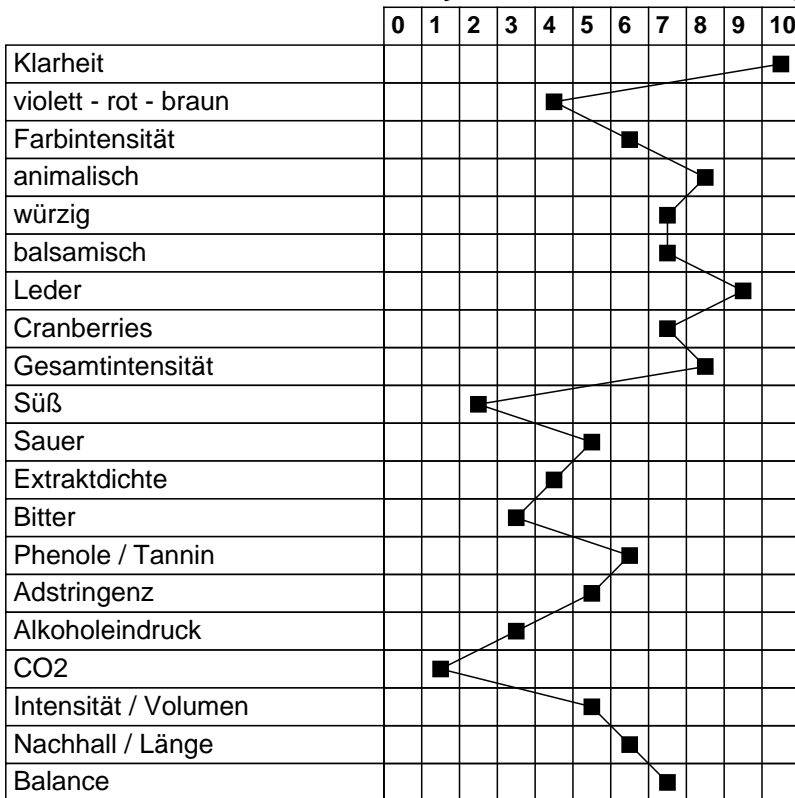 0 1 2 3 4 5 6 7 8 9 10
Klarheit
violett - rot - braun
Farbintensität
animalisch
würzig
balsamisch
Leder
Cranberries
Gesamtintensität
Süß
Sauer
Extraktdichte
Bitter
Phenole / Tannin
Adstringenz
Alkoholeindruck
CO2
Intensität / Volumen
Nachhall / Länge
Balance